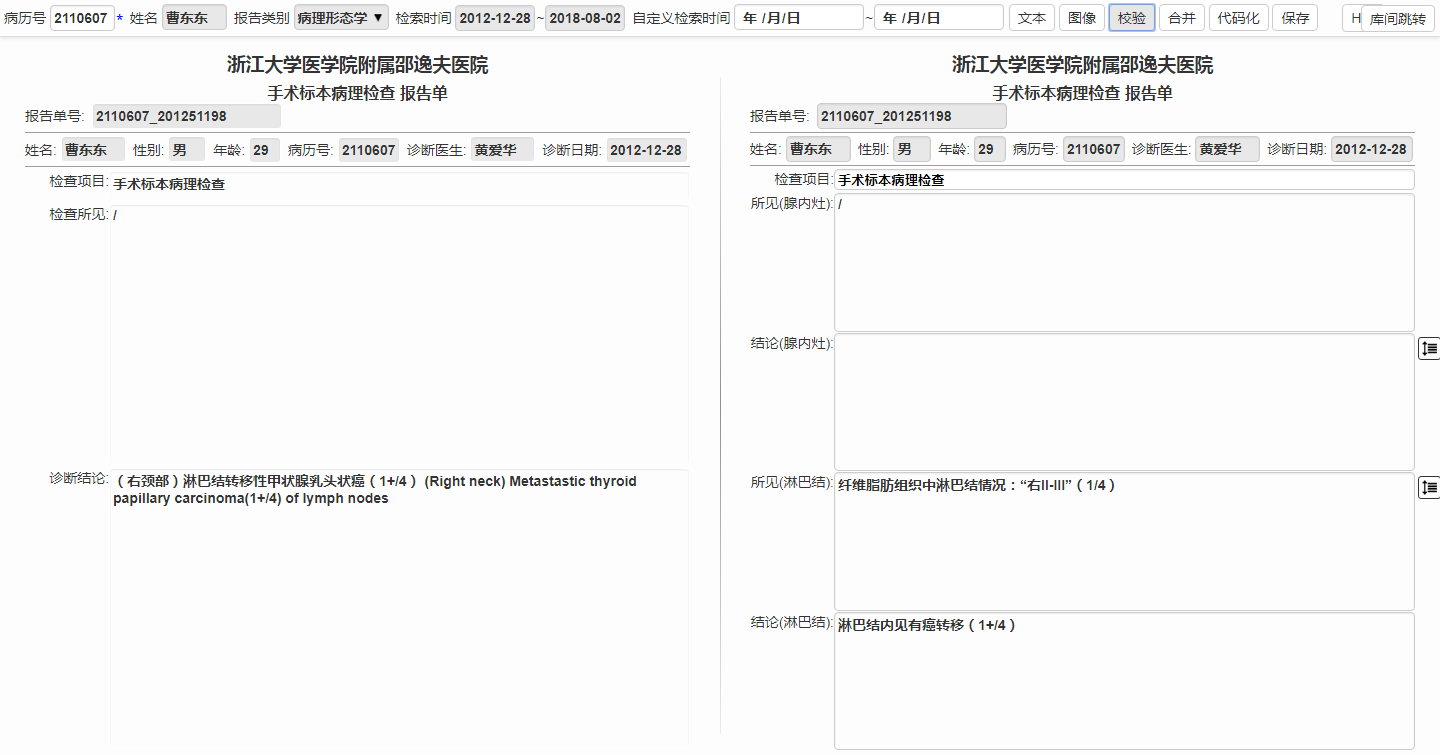 病历号 2110607 * 姓名 曹东东 报告类别 病理形态学 ▼ 检索时间 2012-12-28 ~ 2018-08-02 自定义检索时间 年 /月/日 ~ 年 /月/日 文本 图像 校验 合并 代码化 保存 H 库间跳转
浙江大学医学院附属邵逸夫医院
手术标本病理检查 报告单
报告单号: 2110607_201251198
姓名: 曹东东 性别: 男 年龄: 29 病历号: 2110607 诊断医生: 黄爱华 诊断日期: 2012-12-28
检查项目: 手术标本病理检查
检查所见: /
诊断结论: （右颈部）淋巴结转移性甲状腺乳头状癌（1+/4） (Right neck) Metastastic thyroid
papillary carcinoma(1+/4) of lymph nodes
浙江大学医学院附属邵逸夫医院
手术标本病理检查 报告单
报告单号: 2110607_201251198
姓名: 曹东东 性别: 男 年龄: 29 病历号: 2110607 诊断医生: 黄爱华 诊断日期: 2012-12-28
检查项目: 手术标本病理检查
所见(腺内灶): /
结论(腺内灶):
所见(淋巴结): 纤维脂肪组织中淋巴结情况：“右II-III”（1/4）
结论(淋巴结): 淋巴结内见有癌转移（1+/4）